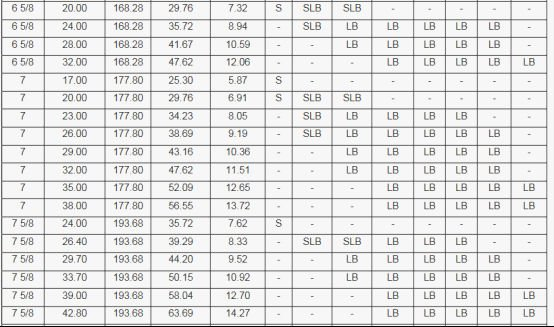 6 5/8 20.00 168.28 29.76 7.32 S SLB SLB - - - - -
6 5/8 24.00 168.28 35.72 8.94 - SLB LB LB LB LB LB -
6 5/8 28.00 168.28 41.67 10.59 - - LB LB LB LB LB -
6 5/8 32.00 168.28 47.62 12.06 - - - LB LB LB LB LB
7 17.00 177.80 25.30 5.87 S - - - - - - -
7 20.00 177.80 29.76 6.91 S SLB SLB - - - - -
7 23.00 177.80 34.23 8.05 - SLB LB LB LB LB - -
7 26.00 177.80 38.69 9.19 - SLB LB LB LB LB LB -
7 29.00 177.80 43.16 10.36 - - LB LB LB LB LB -
7 32.00 177.80 47.62 11.51 - - LB LB LB LB LB -
7 35.00 177.80 52.09 12.65 - - - LB LB LB LB LB
7 38.00 177.80 56.55 13.72 - - - LB LB LB LB LB
7 5/8 24.00 193.68 35.72 7.62 S - - - - - - -
7 5/8 26.40 193.68 39.29 8.33 - SLB SLB LB LB LB - -
7 5/8 29.70 193.68 44.20 9.52 - - LB LB LB LB LB -
7 5/8 33.70 193.68 50.15 10.92 - - LB LB LB LB LB -
7 5/8 39.00 193.68 58.04 12.70 - - - LB LB LB LB LB
7 5/8 42.80 193.68 63.69 14.27 - - - LB LB LB LB LB